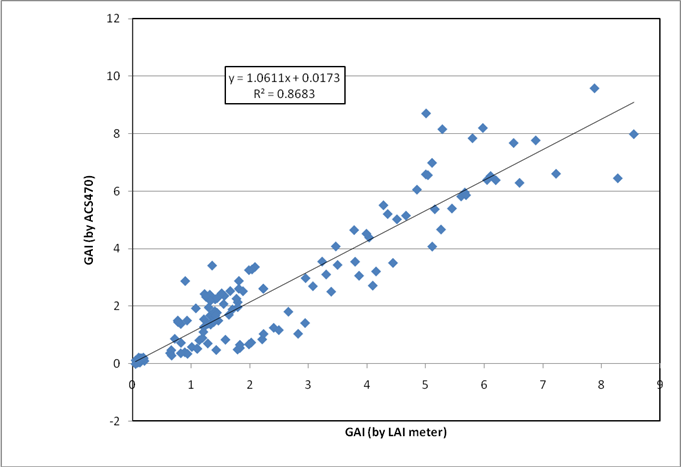 12
10
8
6
4
2
0
-2
GAI (by ACS470)
y = 1.0611x + 0.0173
R² = 0.8683
0 1 2 3 4 5 6 7 8 9
GAI (by LAI meter)